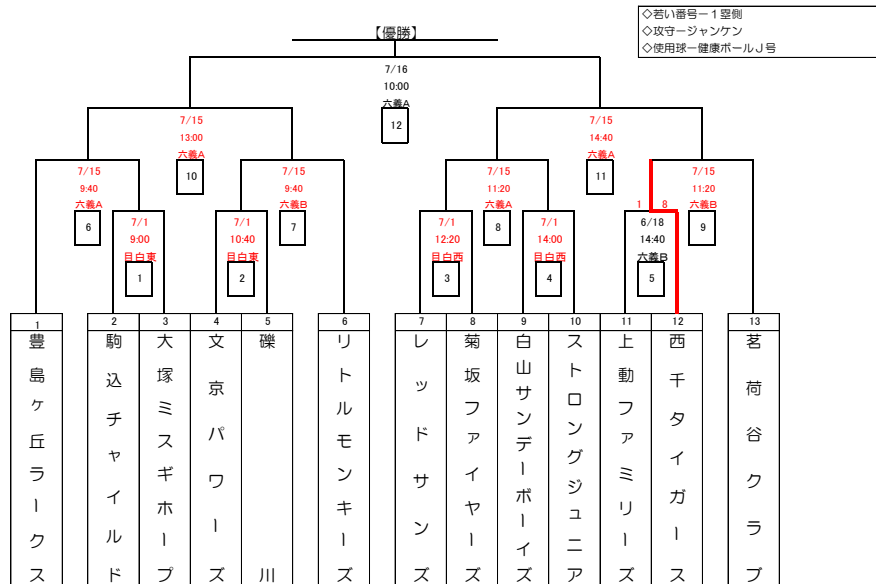 ◇若い番号－１塁側
◇攻守－ジャンケン
◇使用球－健康ボールＪ号
【優勝】
7/16
10:00
六義A
12
7/15
13:00
六義A
10
7/15
14:40
六義A
11
7/15
9:40
六義A
6
7/15
9:40
六義B
7
7/15
11:20
六義A
8
7/15
11:20
六義B
9
7/1
9:00
目白東
1
7/1
10:40
目白東
2
7/1
12:20
目白西
3
7/1
14:00
目白西
4
1 8
6/18
14:40
六義B
5
1
豊島ヶ丘ラークス
2
駒込チャイルド
3
大塚ミスギホープ
4
文京パワーズ
5
礫川
6
リトルモンキーズ
7
レッドサンズ
8
菊坂ファイヤーズ
9
白山サンデーボーイズ
10
ストロングジュニア
11
上動ファミリーズ
12
西千タイガース
13
茗荷谷クラブ